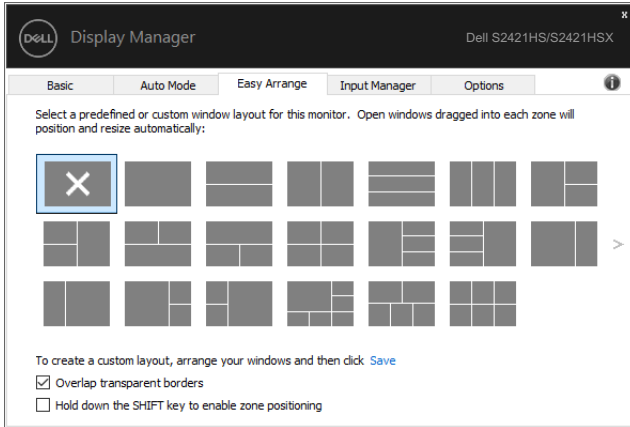 x
DELL Display Manager Dell S2421HS/S2421HSX
Basic Auto Mode Easy Arrange Input Manager Options i
Select a predefined or custom window layout for this monitor. Open windows dragged into each zone will
position and resize automatically:
>
To create a custom layout, arrange your windows and then click Save
Overlap transparent borders
Hold down the SHIFT key to enable zone positioning